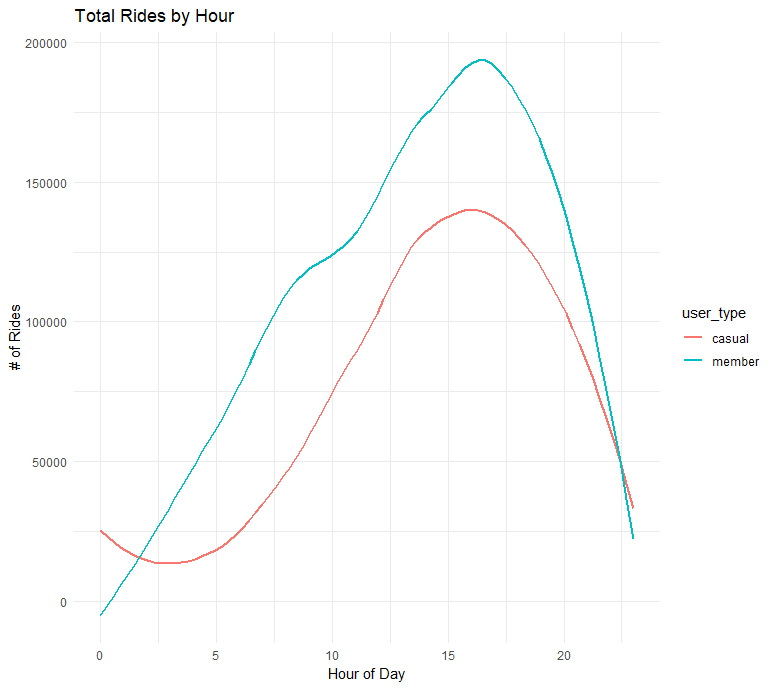 Total Rides by Hour
200000
150000
100000
50000
0
# of Rides
0 5 10 15 20
Hour of Day
user_type
casual
member